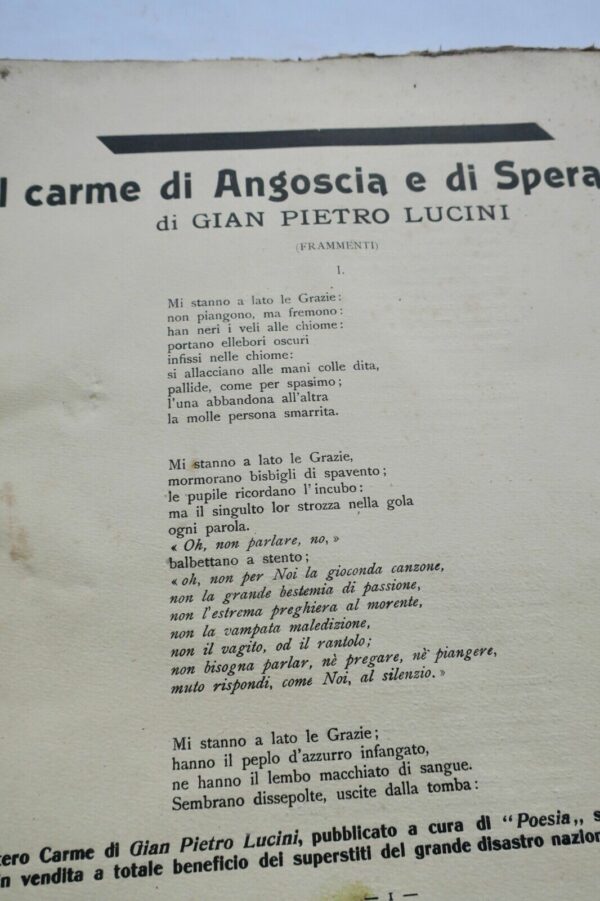 l carme di Angoscia e di Spera
di GIAN PIETRO LUCINI
(FRAMMENTI)
I.
Mi stanno a lato le Grazie:
non piangono, ma fremono:
han neri i veli alle chiome:
portano ellebori oscuri
infissi nelle chiome:
si allacciano alle mani colle dita,
pallide, come per spasimo;
l'una abbandona all'altra
la molle persona smarrita.
Mi stanno a lato le Grazie,
mormorano bisbigli di spavento;
le pupile ricordano l'incubo:
ma il singulto lor strozza nella gola
ogni parola.
« Oh, non parlare, no, »
balbettano a stento;
« oh, non per Noi la gioconda canzone,
non la grande bestemia di passione,
non l'estrema preghiera al morente,
non la vampata maledizione,
non il vagito, od il rantolo;
non bisogna parlar, nè pregare, nè piangere,
muto rispondi, come Noi, al silenzio. »
Mi stanno a lato le Grazie;
hanno il peplo d'azzurro infangato,
ne hanno il lembo macchiato di sangue.
Sembrano dissepolte, uscite dalla tomba:
tero Carme di Gian Pietro Lucini, pubblicato a cura di “Poesia„, s
in vendita a totale beneficio dei superstiti del grande disastro nazion
— 1 —